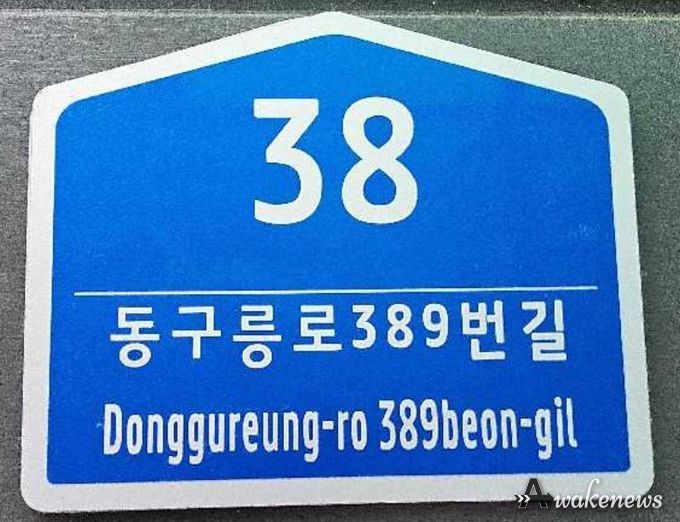 38
동구릉로389번길
Donggureung-ro 389beon-gil
Awakenews